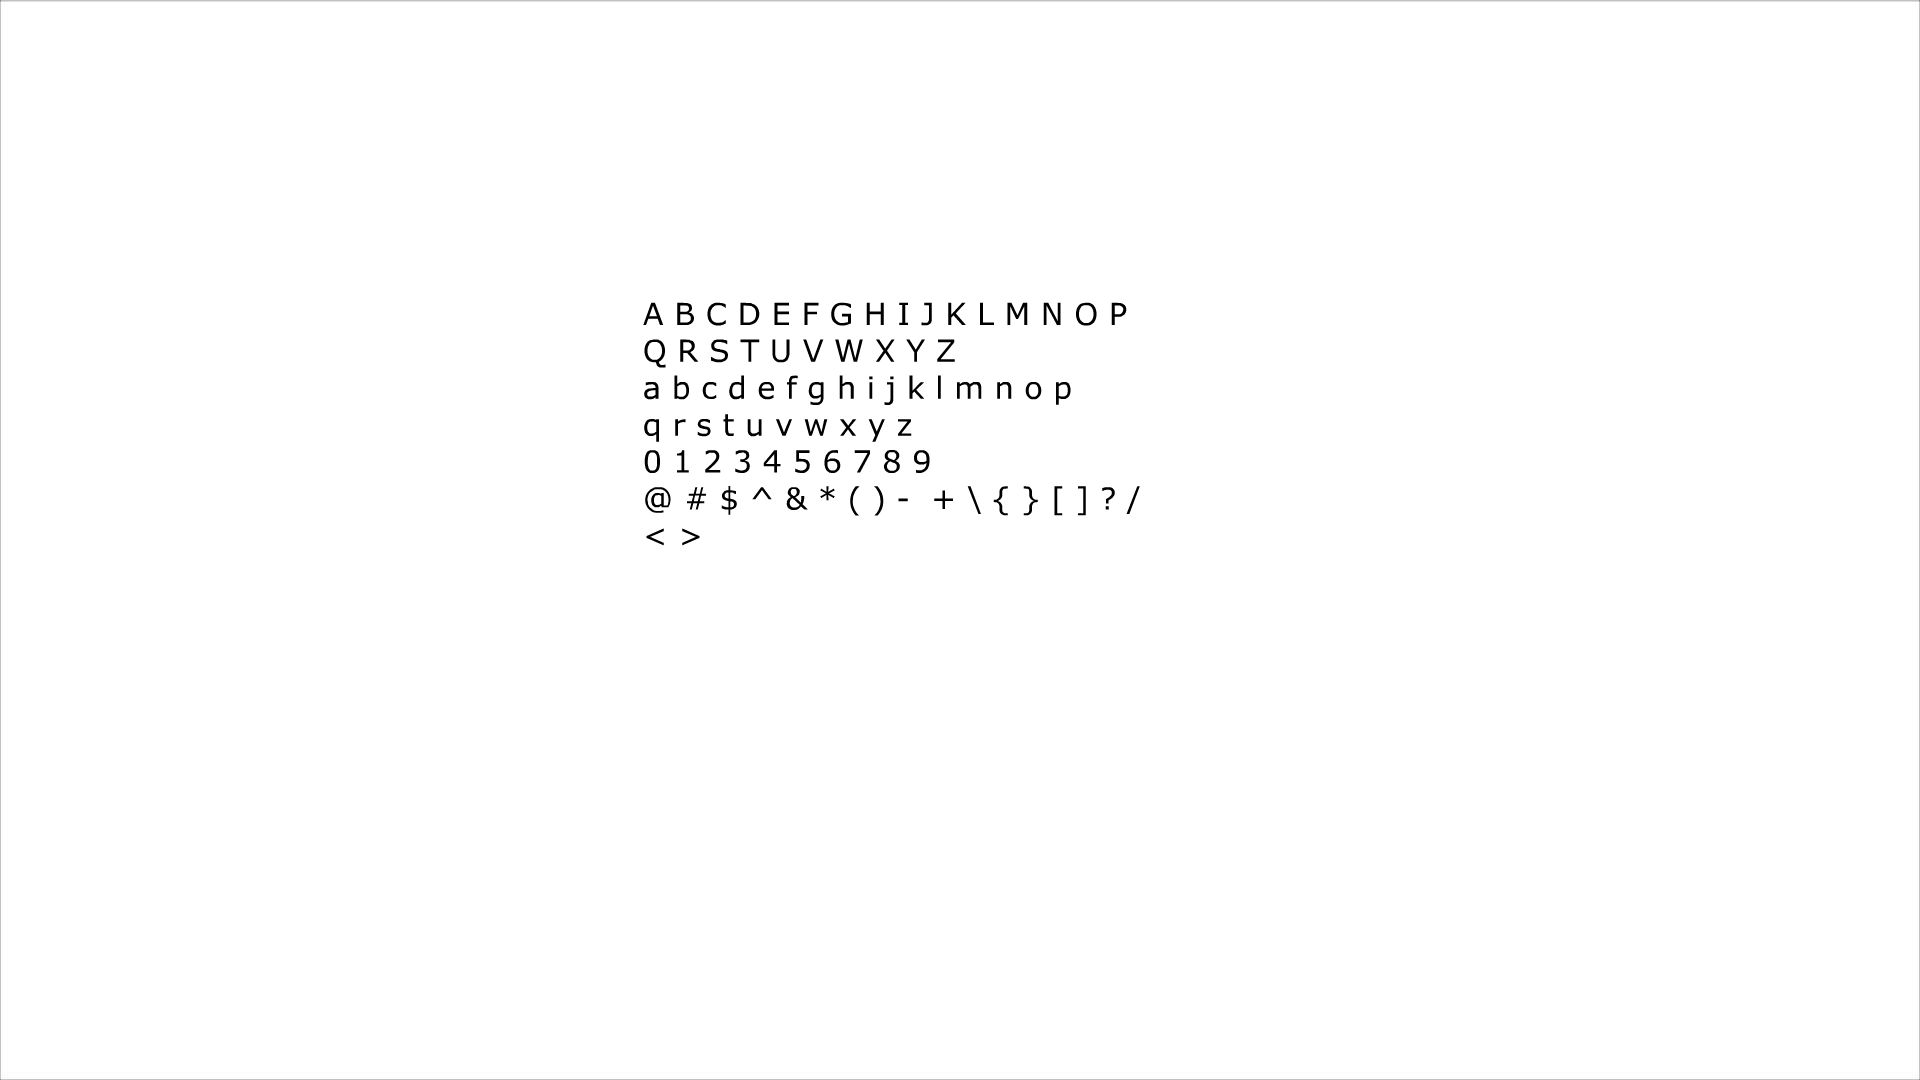 A B C D E F G H I J K L M N O P
Q R S T U V W X Y Z
a b c d e f g h i j k l m n o p
q r s t u v w x y z
0 1 2 3 4 5 6 7 8 9
@ # $ ^ & * ( ) - + \ { } [ ] ? /
< >